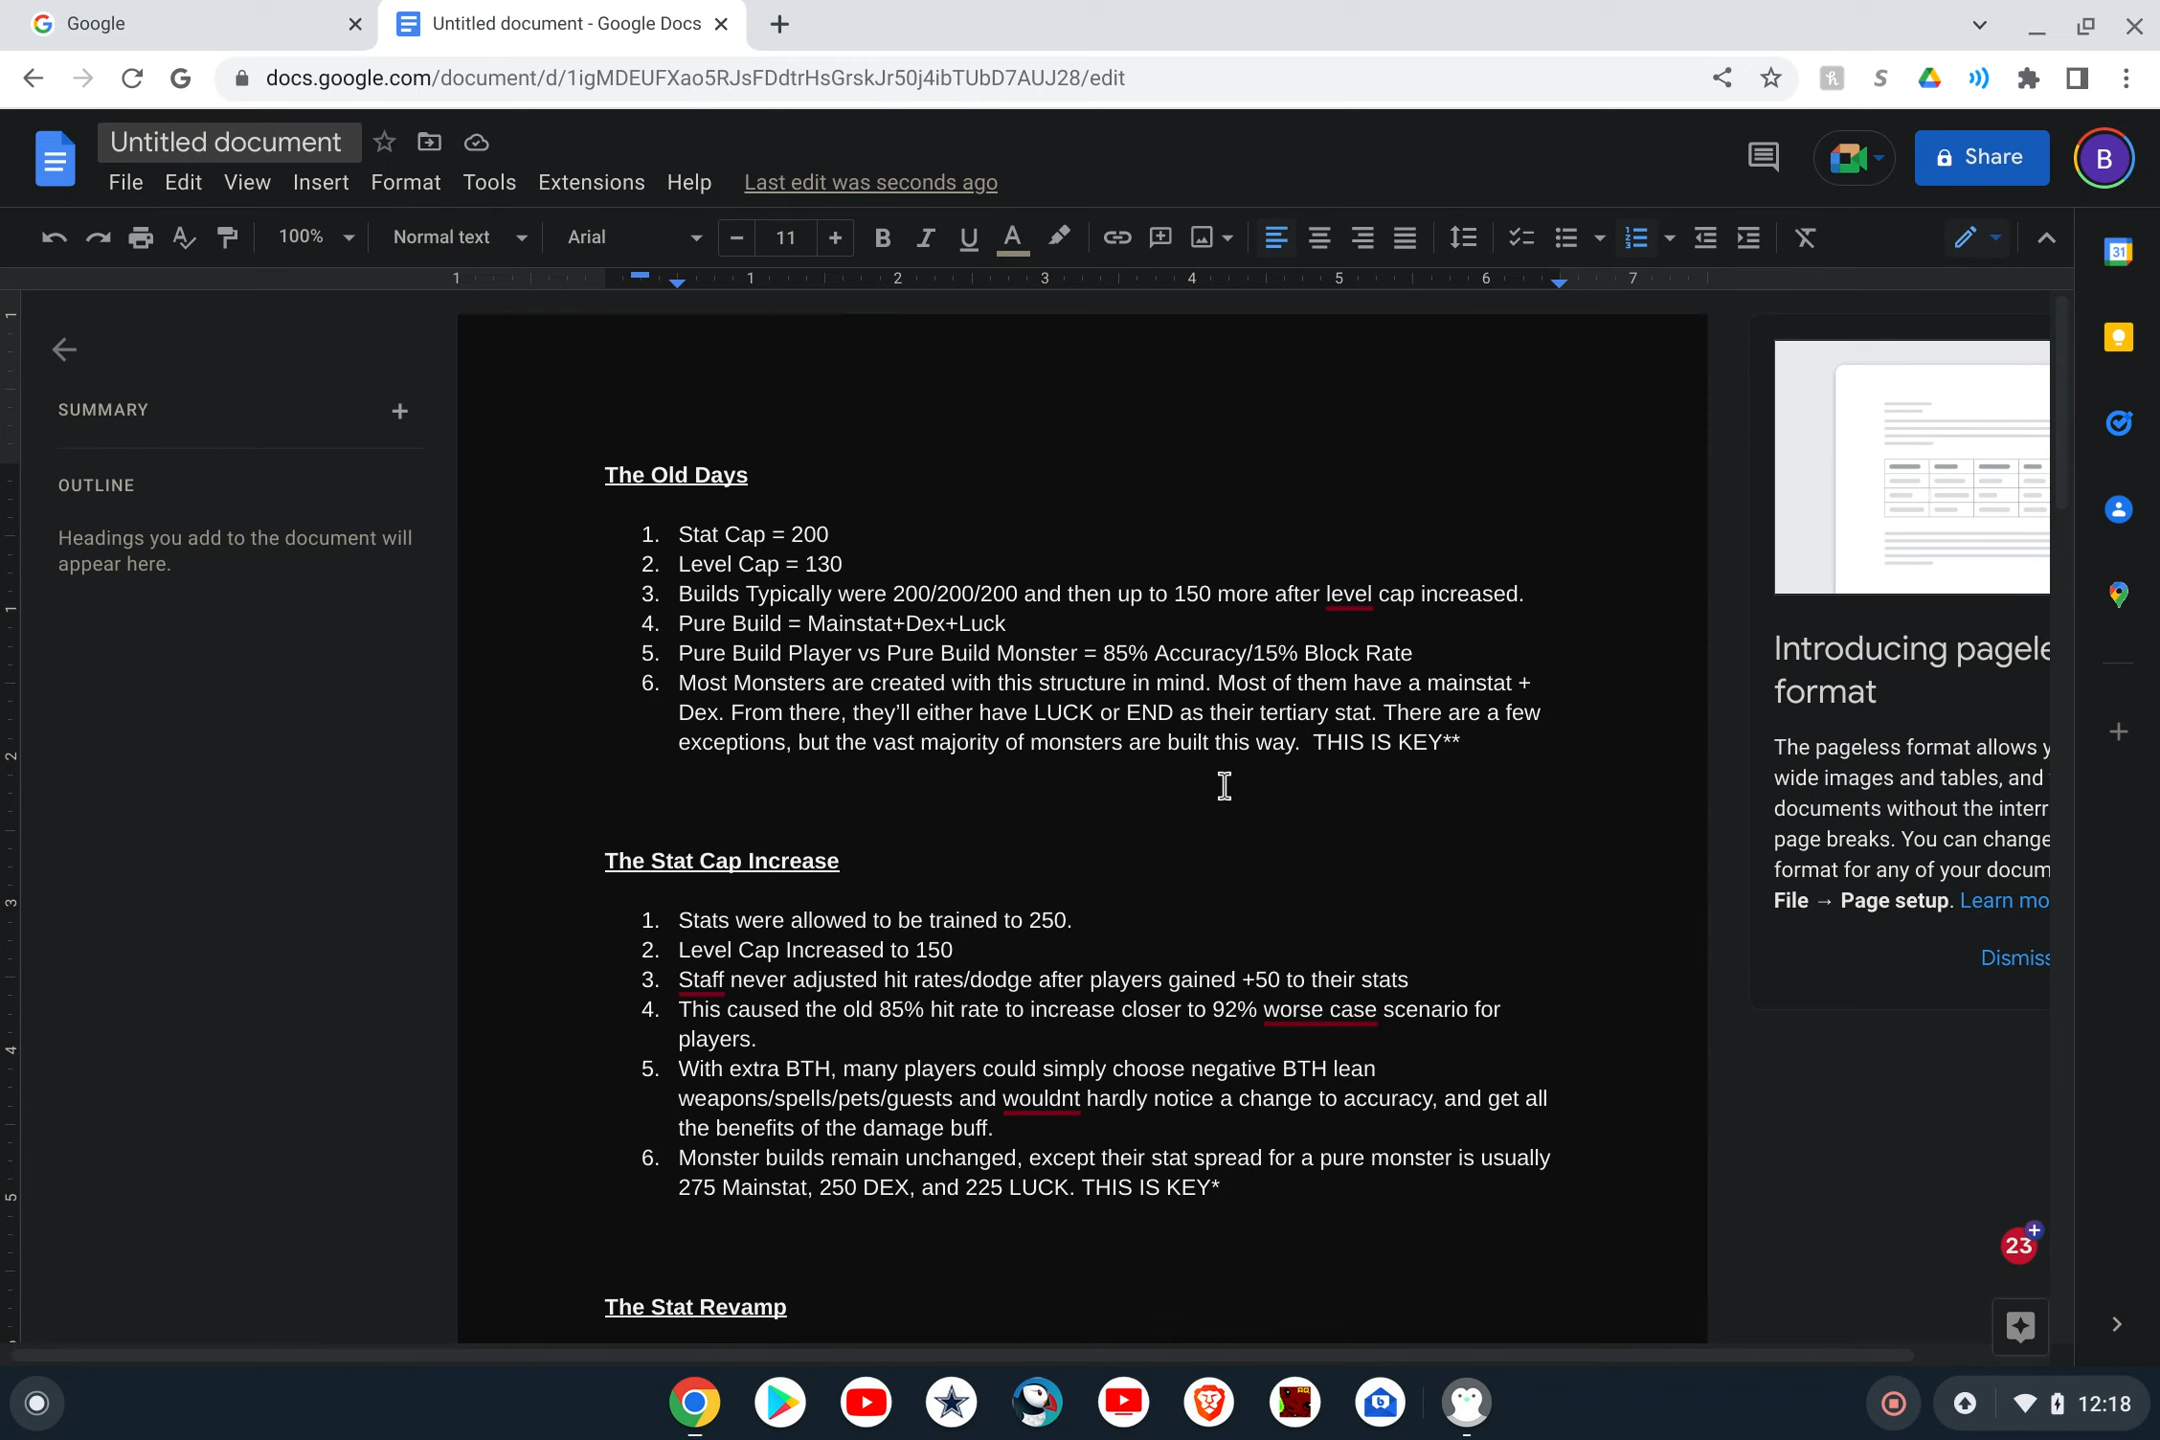 Google
Untitled document - Google Docs
docs.google.com/document/d/1igMDEUFXao5RJsFDdtrHsGrskJr50j4ibTUbD7AUJ28/edit
Untitled document
File Edit View Insert Format Tools Extensions Help Last edit was seconds ago
Share
B
100% Normal text Arial 11
1 1 2 3 4 5 6 7
SUMMARY
OUTLINE
Headings you add to the document will
appear here.
The Old Days
1. Stat Cap = 200
2. Level Cap = 130
3. Builds Typically were 200/200/200 and then up to 150 more after level cap increased.
4. Pure Build = Mainstat+Dex+Luck
5. Pure Build Player vs Pure Build Monster = 85% Accuracy/15% Block Rate
6. Most Monsters are created with this structure in mind. Most of them have a mainstat +
Dex. From there, they’ll either have LUCK or END as their tertiary stat. There are a few
exceptions, but the vast majority of monsters are built this way.  THIS IS KEY**
The Stat Cap Increase
1. Stats were allowed to be trained to 250.
2. Level Cap Increased to 150
3. Staff never adjusted hit rates/dodge after players gained +50 to their stats
4. This caused the old 85% hit rate to increase closer to 92% worse case scenario for
players.
5. With extra BTH, many players could simply choose negative BTH lean
weapons/spells/pets/guests and wouldnt hardly notice a change to accuracy, and get all
the benefits of the damage buff.
6. Monster builds remain unchanged, except their stat spread for a pure monster is usually
275 Mainstat, 250 DEX, and 225 LUCK. THIS IS KEY*
The Stat Revamp
Introducing pagele
format
The pageless format allows y
wide images and tables, and
documents without the interr
page breaks. You can change
format for any of your docum
File → Page setup. Learn mo
Dismiss
31
23
12:18